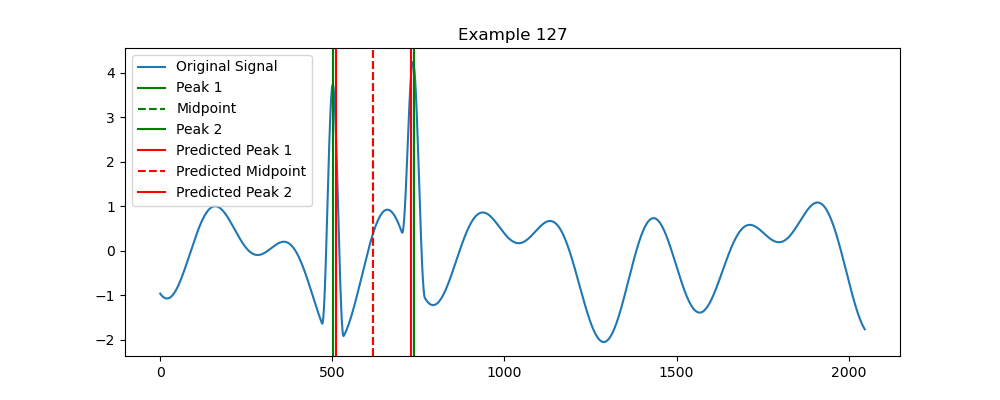 Example 127
Original Signal
Peak 1
Midpoint
Peak 2
Predicted Peak 1
Predicted Midpoint
Predicted Peak 2
4
3
2
1
0
−1
−2
0
500
1000
1500
2000